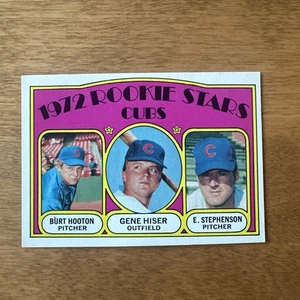 1972 ROOKIE STARS
CUBS
C
C
C
BURT HOOTON
PITCHER
GENE HISER
OUTFIELD
E. STEPHENSON
PITCHER